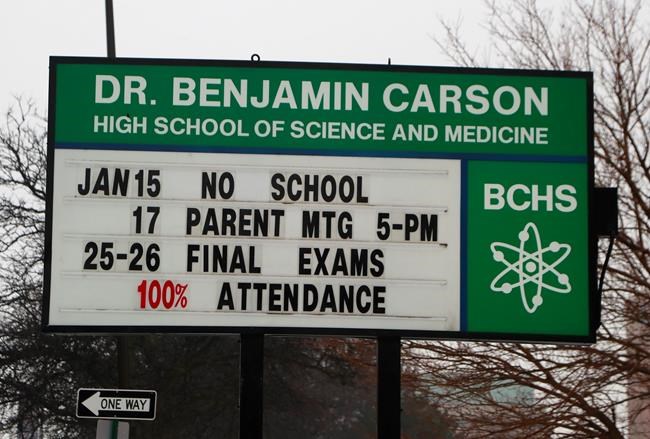 DR. BENJAMIN CARSON
HIGH SCHOOL OF SCIENCE AND MEDICINE
JAN 15 NO SCHOOL
17 PARENT MTG 5-PM
25-26 FINAL EXAMS
100% ATTENDANCE
BCHS
ONE WAY